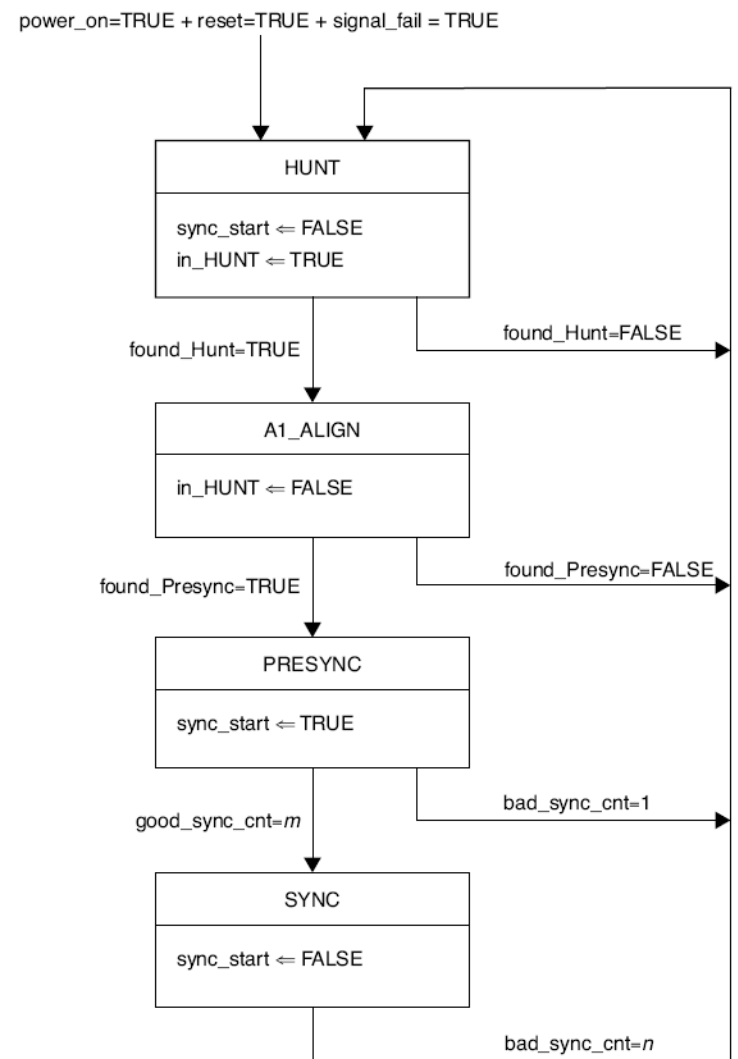 power_on=TRUE + reset=TRUE + signal_fail = TRUE
HUNT
sync_start ⇐ FALSE
in_HUNT ⇐ TRUE
found_Hunt=TRUE
found_Hunt=FALSE
A1_ALIGN
in_HUNT ⇐ FALSE
found_Presync=TRUE
found_Presync=FALSE
PRESYNC
sync_start ⇐ TRUE
good_sync_cnt=m
bad_sync_cnt=1
SYNC
sync_start ⇐ FALSE
bad_sync_cnt=n